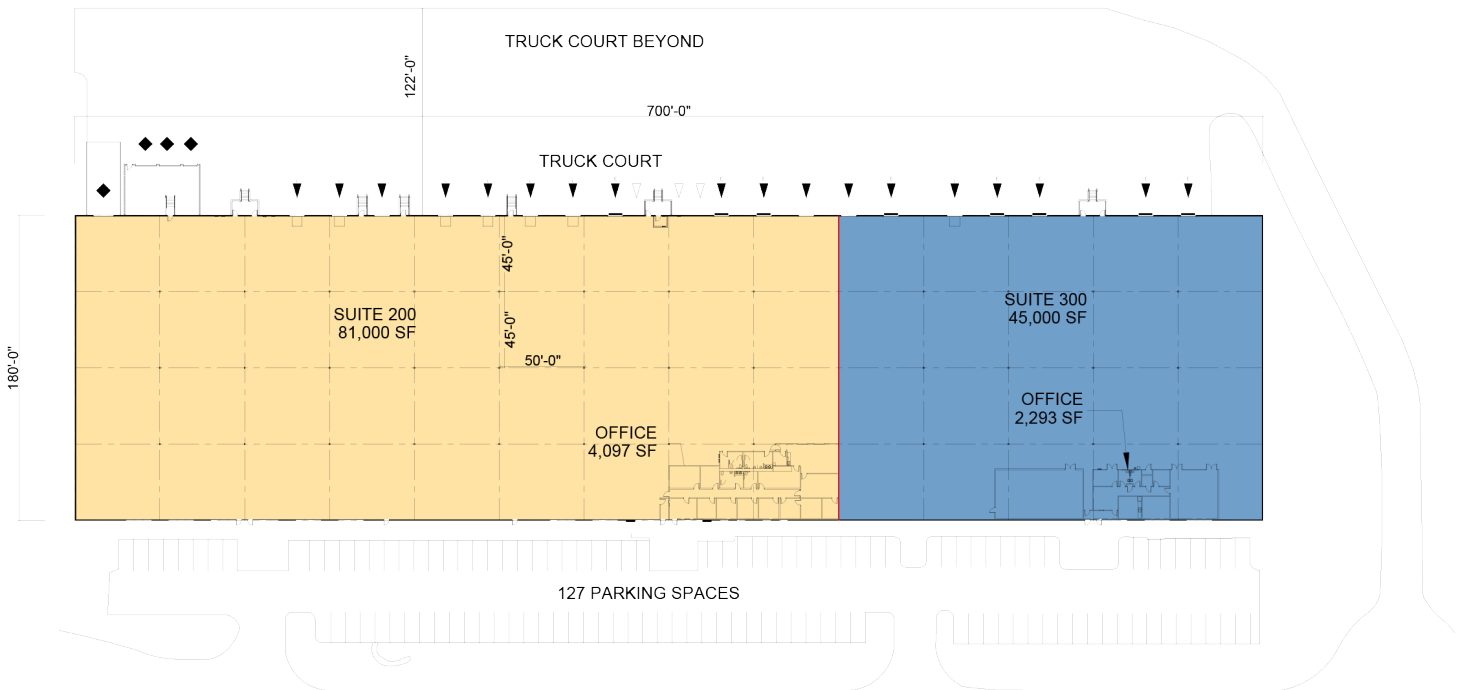 TRUCK COURT BEYOND
122'-0"
700'-0"
TRUCK COURT
45'-0"
SUITE 200
81,000 SF
45'-0"
50'-0"
SUITE 300
45,000 SF
180'-0"
OFFICE
4,097 SF
OFFICE
2,293 SF
127 PARKING SPACES